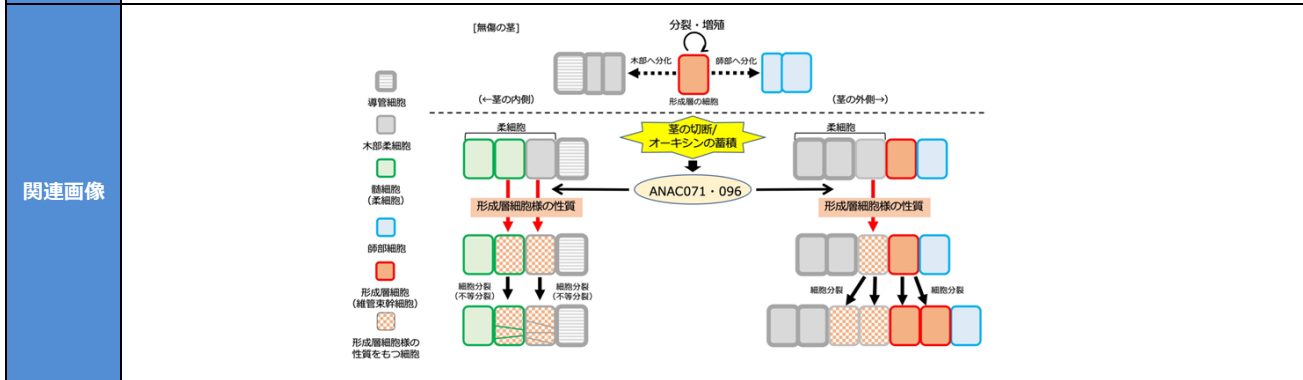 関連画像
[無傷の茎]
分裂・増殖
木部へ分化
師部へ分化
形成層の細胞
(←茎の内側)
(茎の外側→)
導管細胞
木部柔細胞
髄細胞
(柔細胞)
師部細胞
形成層細胞
(維管束幹細胞)
形成層細胞様の
性質をもつ細胞
柔細胞
茎の切断/
オーキシンの蓄積
柔細胞
ANAC071・096
形成層細胞様の性質
形成層細胞様の性質
細胞分裂
(不等分裂)
細胞分裂
(不等分裂)
細胞分裂
細胞分裂